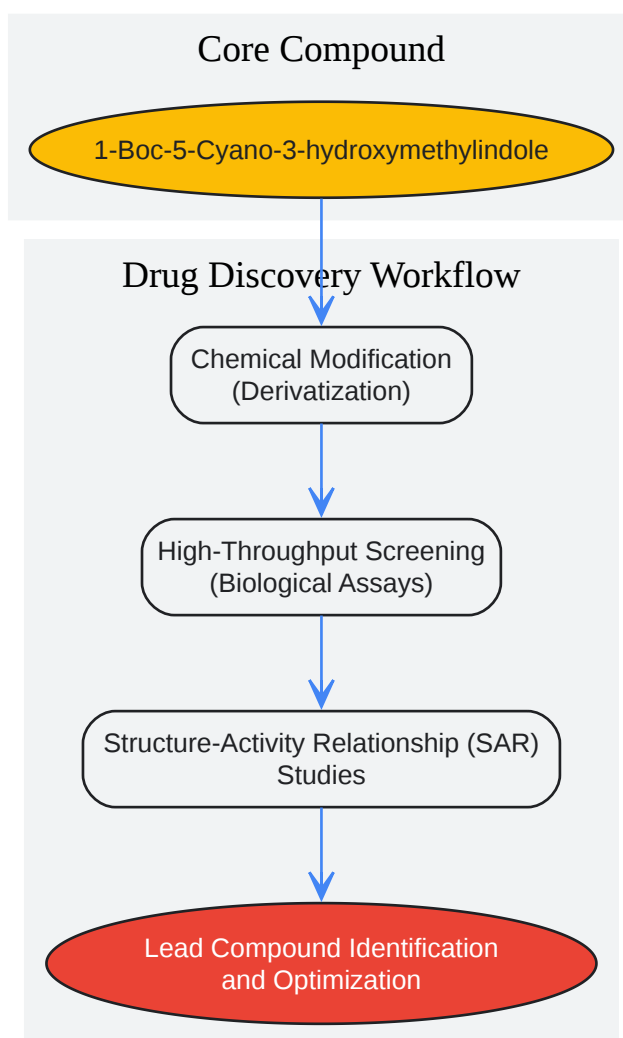 Core Compound
1-Boc-5-Cyano-3-hydroxymethylindole
Drug Discovery Workflow
Chemical Modification
(Derivatization)
High-Throughput Screening
(Biological Assays)
Structure-Activity Relationship (SAR)
Studies
Lead Compound Identification
and Optimization